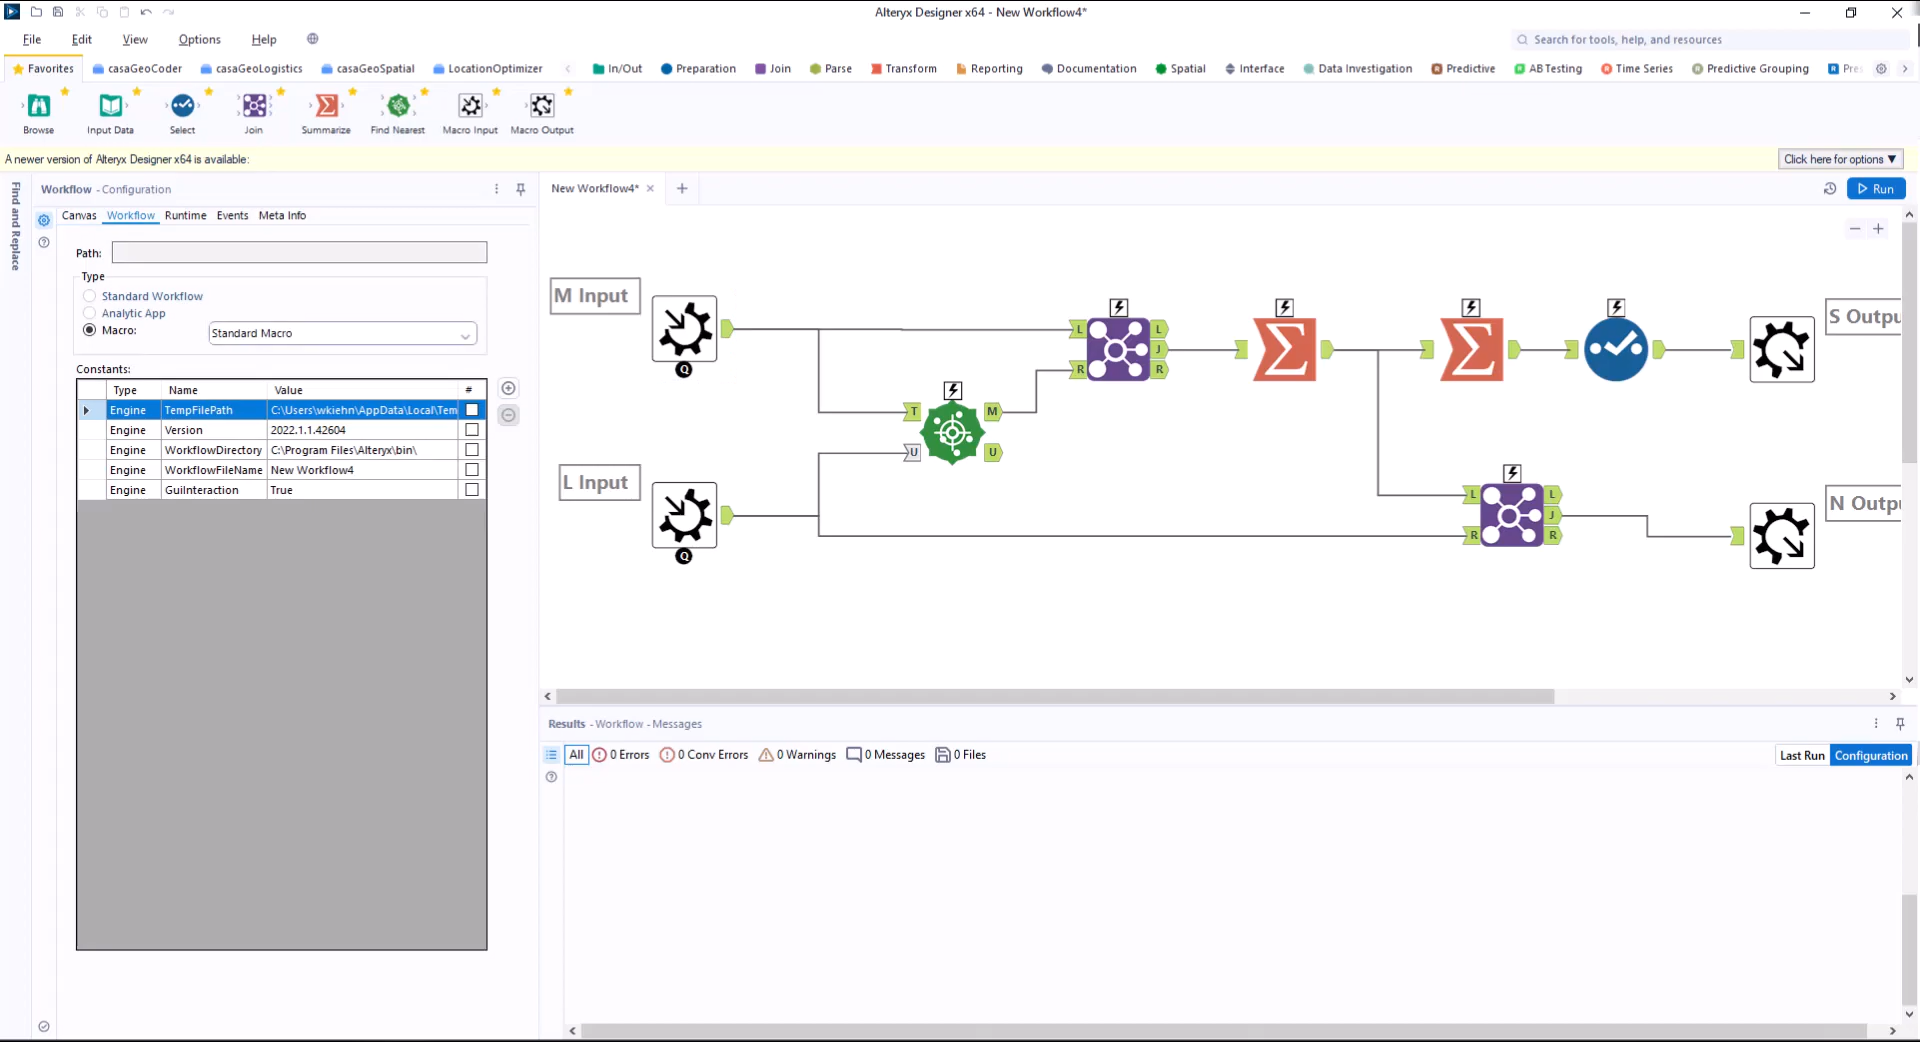 Alteryx Designer x64 - New Workflow4*
File Edit View Options Help
Search for tools, help, and resources
Favorites casaGeoCoder casaGeoLogistics casaGeoSpatial LocationOptimizer In/Out Preparation Join Parse Transform Reporting Documentation Spatial Interface Data Investigation Predictive AB Testing Time Series Predictive Grouping Pre
Browse Input Data Select Join Summarize Find Nearest Macro Input Macro Output
A newer version of Alteryx Designer x64 is available:
Click here for options ▼
Find and Replace
Workflow - Configuration
New Workflow4*
Run
Canvas Workflow Runtime Events Meta Info
Path:
Type
Standard Workflow
Analytic App
Macro: Standard Macro
Constants:
Type Name Value #
Engine TempFilePath C:\Users\wkiehn\AppData\Local\Tem
Engine Version 2022.1.1.42604
Engine WorkflowDirectory C:\Program Files\Alteryx\bin\
Engine WorkflowFileName New Workflow4
Engine GuiInteraction True
M Input
Q
L Input
Q
T M
U U
L L
J
R R
L L
J
R R
S Outpu
N Outp
Results - Workflow - Messages
All 0 Errors 0 Conv Errors 0 Warnings 0 Messages 0 Files
Last Run Configuration